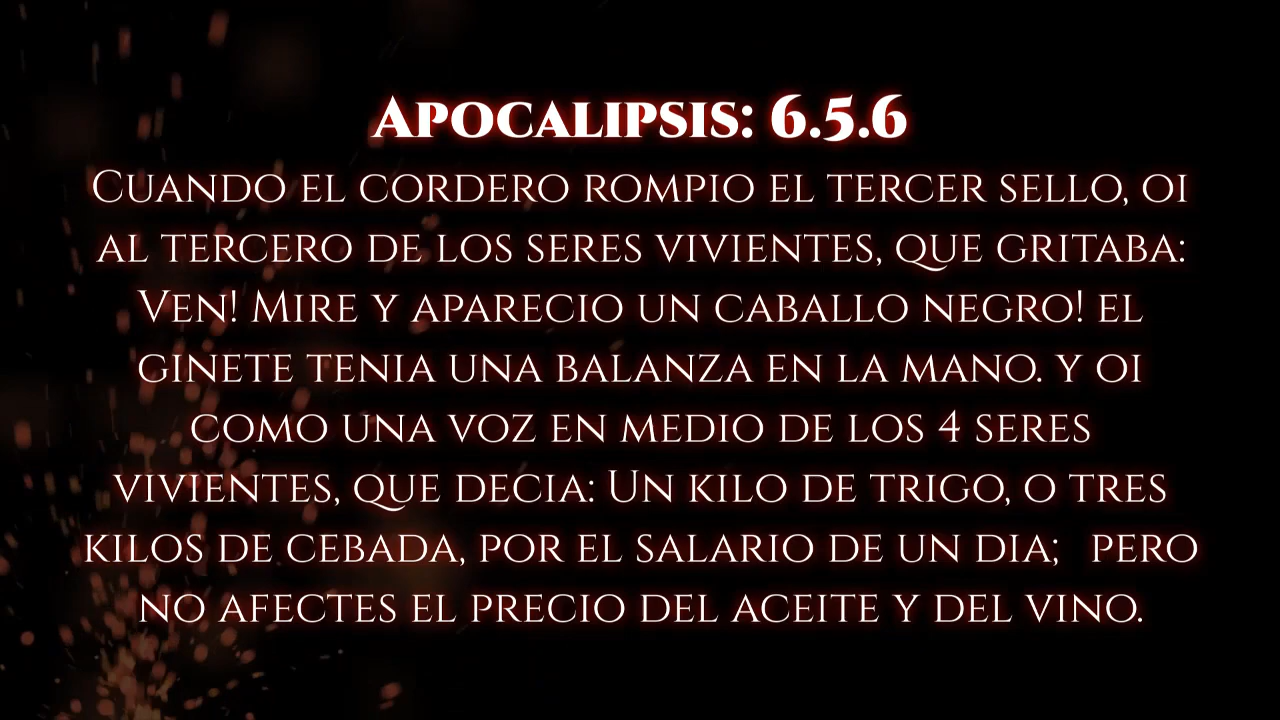 Apocalipsis: 6.5.6
Cuando el cordero rompio el tercer sello, oi
al tercero de los seres vivientes, que gritaba:
Ven! Mire y aparecio un caballo negro! el
ginete tenia una balanza en la mano. Y oi
como una voz en medio de los 4 seres
vivientes, que decia: Un kilo de trigo, o tres
kilos de cebada, por el salario de un dia;  pero
no afectes el precio del aceite y del vino.